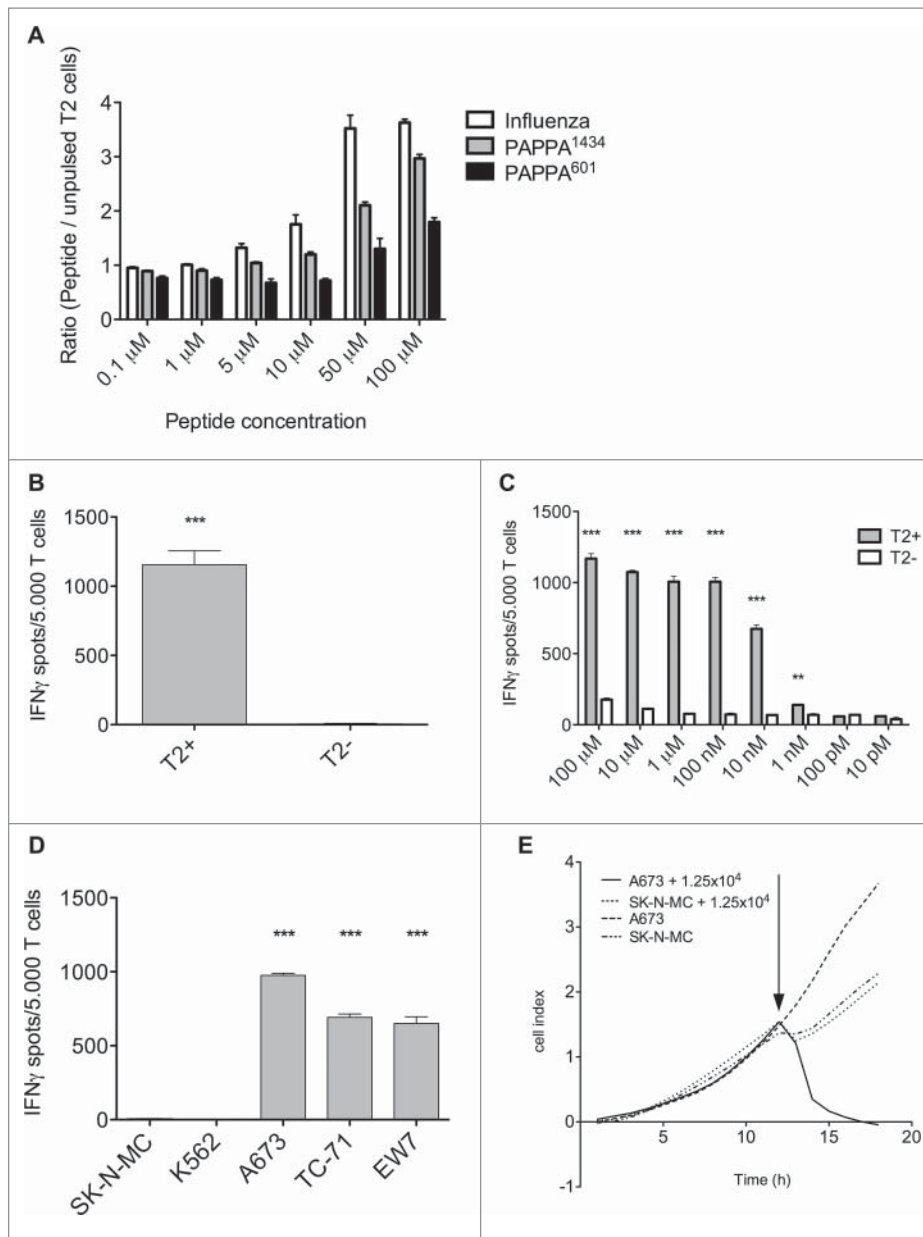 A
Ratio (Peptide / unpulsed T2 cells)
4
3
2
1
0
0.1 µM
1 µM
5 µM
10 µM
50 µM
100 µM
Peptide concentration
Influenza
PAPPA1434
PAPPA601
B
IFNγ spots/5.000 T cells
1500
1000
500
0
***
T2+
T2-
C
IFNγ spots/5.000 T cells
1500
1000
500
0
*** *** *** *** *** **
100 µM
10 µM
1 µM
100 nM
10 nM
1 nM
100 pM
10 pM
T2+
T2-
D
IFNγ spots/5.000 T cells
1500
1000
500
0
*** *** ***
SK-N-MC
K562
A673
TC-71
EW7
E
cell index
4
3
2
1
0
-1
A673 + 1.25x10⁴
SK-N-MC + 1.25x10⁴
A673
SK-N-MC
5 10 15 20
Time (h)